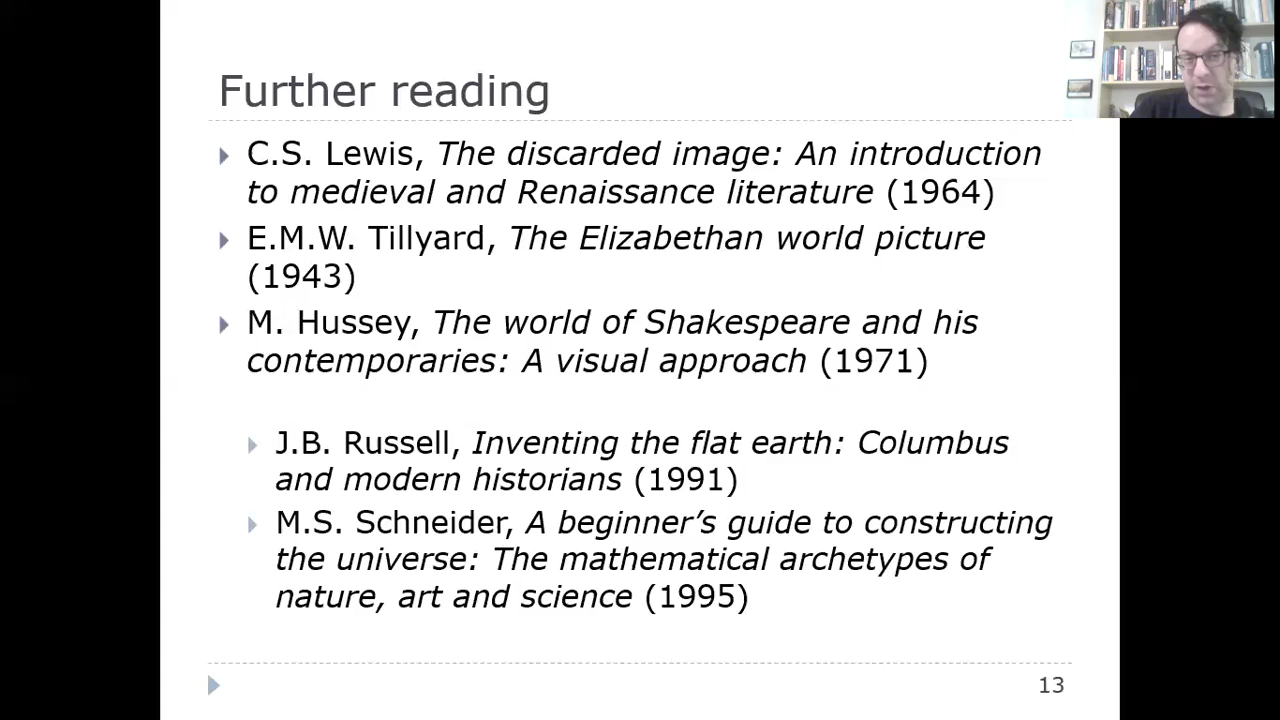 Further reading
C.S. Lewis, The discarded image: An introduction
to medieval and Renaissance literature (1964)
E.M.W. Tillyard, The Elizabethan world picture
(1943)
M. Hussey, The world of Shakespeare and his
contemporaries: A visual approach (1971)
J.B. Russell, Inventing the flat earth: Columbus
and modern historians (1991)
M.S. Schneider, A beginner’s guide to constructing
the universe: The mathematical archetypes of
nature, art and science (1995)
13